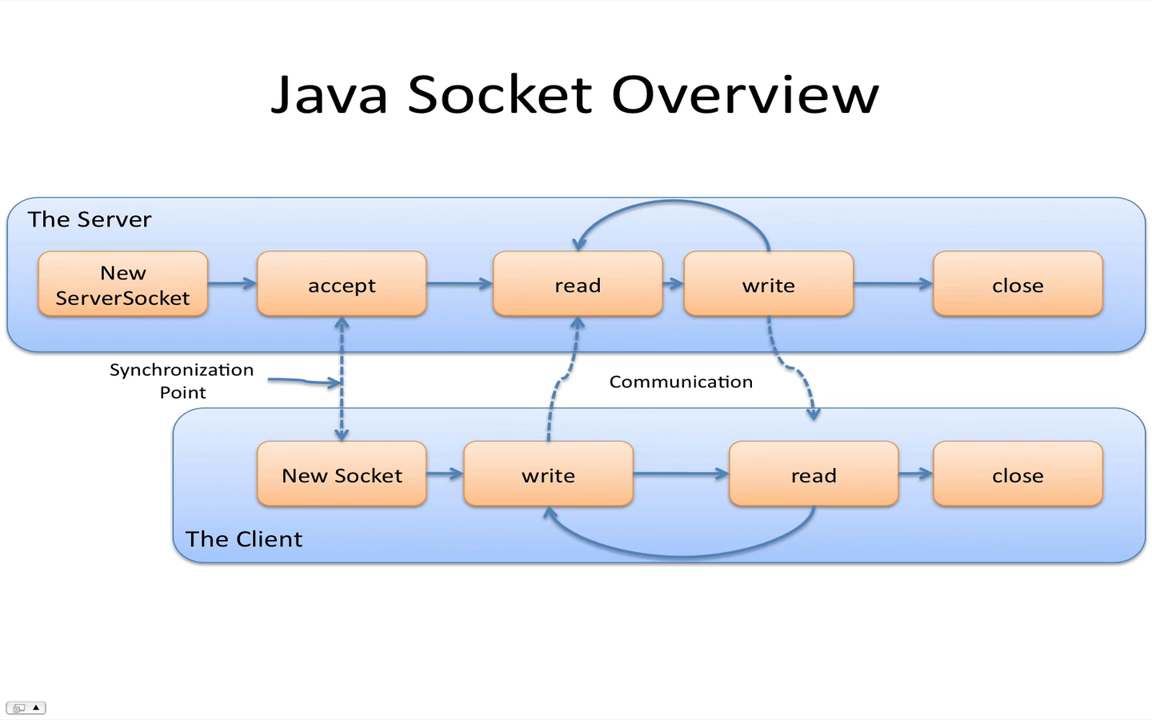 Java Socket Overview
The Server
New
ServerSocket
accept
read
write
close
Synchronization
Point
Communication
New Socket
write
read
close
The Client